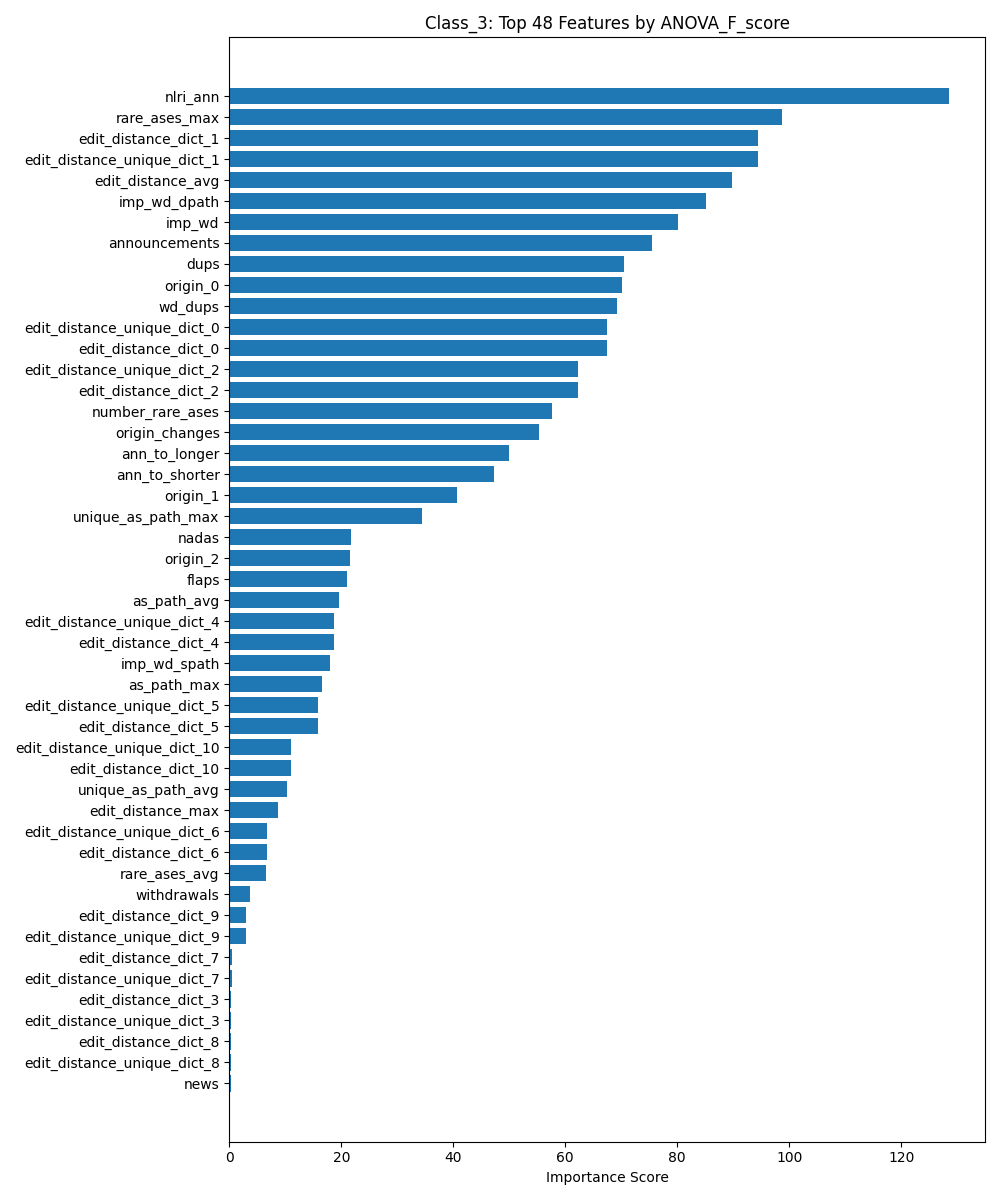 Class_3: Top 48 Features by ANOVA_F_score
nlri_ann
rare_ases_max
edit_distance_dict_1
edit_distance_unique_dict_1
edit_distance_avg
imp_wd_dpath
imp_wd
announcements
dups
origin_0
wd_dups
edit_distance_unique_dict_0
edit_distance_dict_0
edit_distance_unique_dict_2
edit_distance_dict_2
number_rare_ases
origin_changes
ann_to_longer
ann_to_shorter
origin_1
unique_as_path_max
nadas
origin_2
flaps
as_path_avg
edit_distance_unique_dict_4
edit_distance_dict_4
imp_wd_spath
as_path_max
edit_distance_unique_dict_5
edit_distance_dict_5
edit_distance_unique_dict_10
edit_distance_dict_10
unique_as_path_avg
edit_distance_max
edit_distance_unique_dict_6
edit_distance_dict_6
rare_ases_avg
withdrawals
edit_distance_dict_9
edit_distance_unique_dict_9
edit_distance_dict_7
edit_distance_unique_dict_7
edit_distance_dict_3
edit_distance_unique_dict_3
edit_distance_dict_8
edit_distance_unique_dict_8
news
0 20 40 60 80 100 120
Importance Score